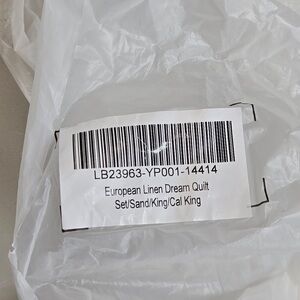 LB23963-YP001-14414
European Linen Dream Quilt
Set/Sand/King/Cal King